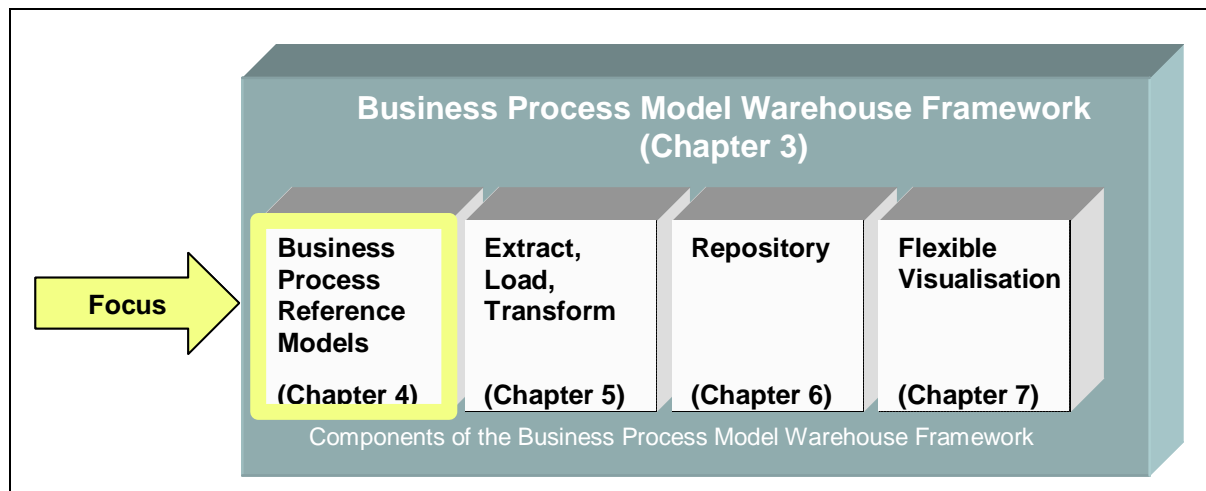 Business Process Model Warehouse Framework
(Chapter 3)
Focus
Business
Process
Reference
Models
(Chapter 4)
Extract,
Load,
Transform
(Chapter 5)
Repository
(Chapter 6)
Flexible
Visualisation
(Chapter 7)
Components of the Business Process Model Warehouse Framework